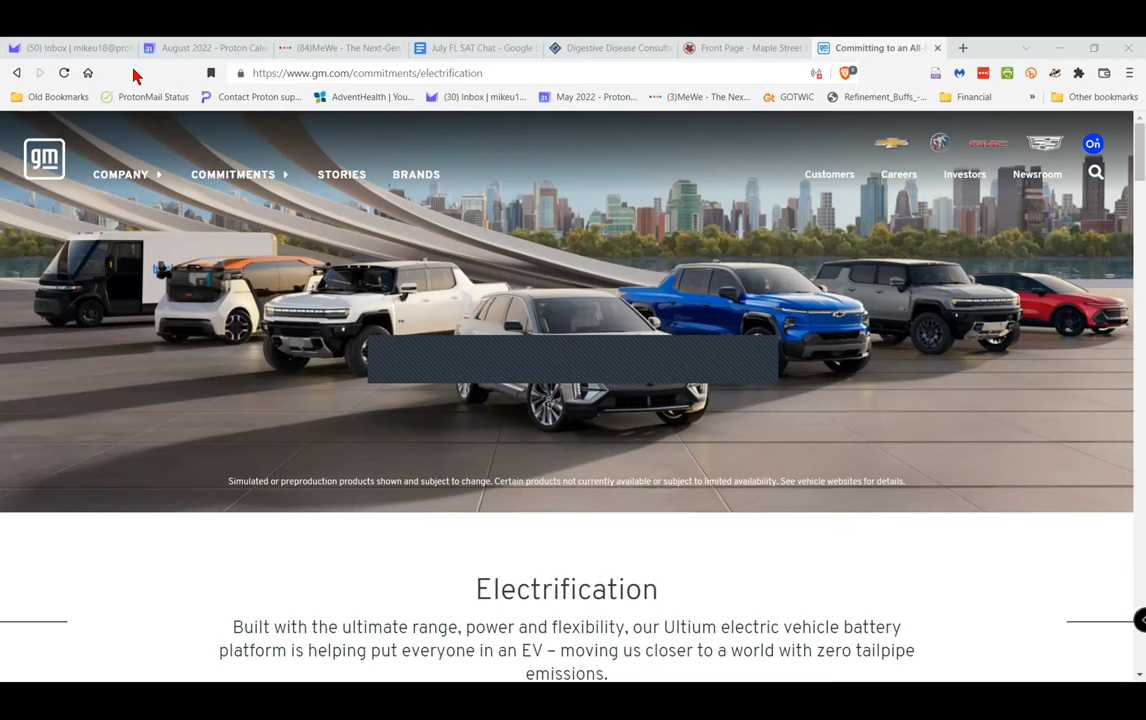 (50) Inbox | mikeu18@prot
August 2022 - Proton Cale
(84)MeWe - The Next-Gen
July FL SAT Chat - Google
Digestive Disease Consulta
Front Page - Maple Street
Committing to an All-
https://www.gm.com/commitments/electrification
Old Bookmarks
ProtonMail Status
Contact Proton sup...
AdventHealth | You...
(30) Inbox | mikeu1...
May 2022 - Proton...
(3)MeWe - The Nex...
Gt GOTWIC
Refinement_Buffs_-...
Financial
»
Other bookmarks
gm
COMPANY
COMMITMENTS
STORIES
BRANDS
On
Customers
Careers
Investors
Newsroom
Simulated or preproduction products shown and subject to change. Certain products not currently available or subject to limited availability. See vehicle websites for details.
Electrification
Built with the ultimate range, power and flexibility, our Ultium electric vehicle battery
platform is helping put everyone in an EV – moving us closer to a world with zero tailpipe
emissions.